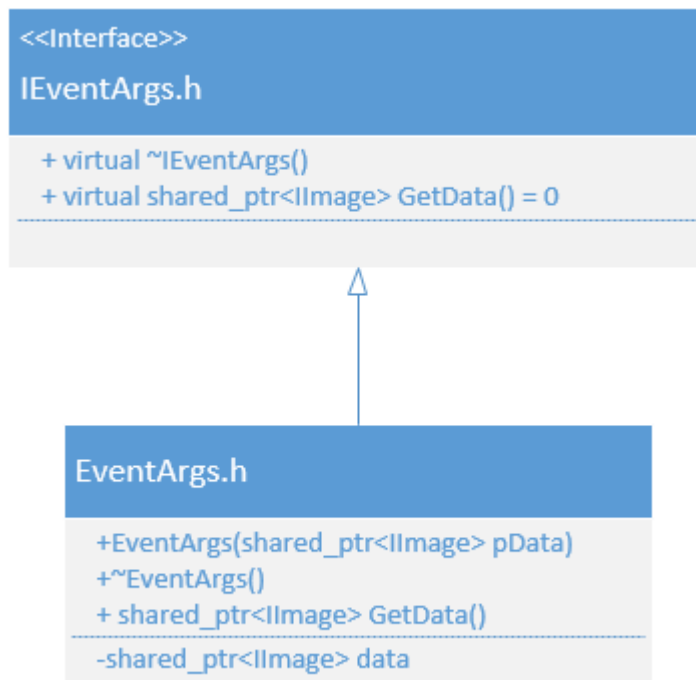 <<Interface>>
IEventArgs.h
+ virtual ~IEventArgs()
+ virtual shared_ptr<IImage> GetData() = 0
EventArgs.h
+EventArgs(shared_ptr<IImage> pData)
+~EventArgs()
+ shared_ptr<IImage> GetData()
-shared_ptr<IImage> data